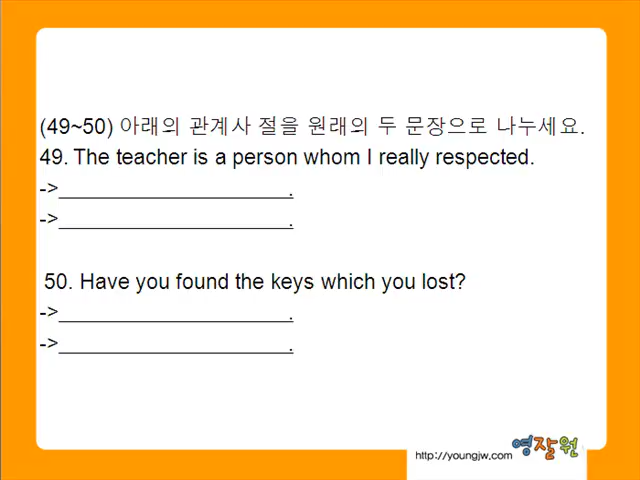 (49~50) 아래의 관계사 절을 원래의 두 문장으로 나누세요.
49. The teacher is a person whom I really respected.
->____________________.
->____________________.
50. Have you found the keys which you lost?
->____________________.
->____________________.
http://youngjw.com 영잘원